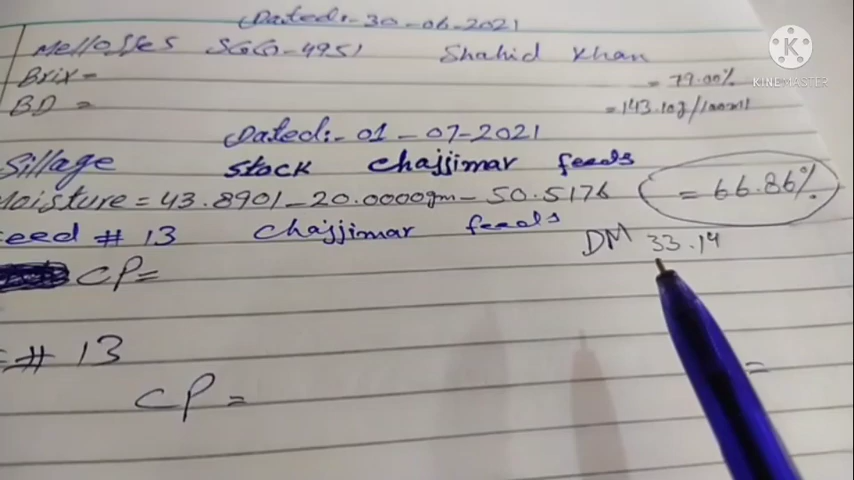 Dated:- 30-06-2021
K
KINEMASTER
Mellosses SGG-4951 Shahid Khan
Brix= = 79.00%
BD = =143.10g/100ml
Dated:- 01-07-2021
Sillage stock Chajjimar feeds
Moisture = 43.8901-20.0000gm-50.5176 = 66.86%
eed # 13 Chajjimar feeds
DM 33.14
CP=
# 13
=
CP =